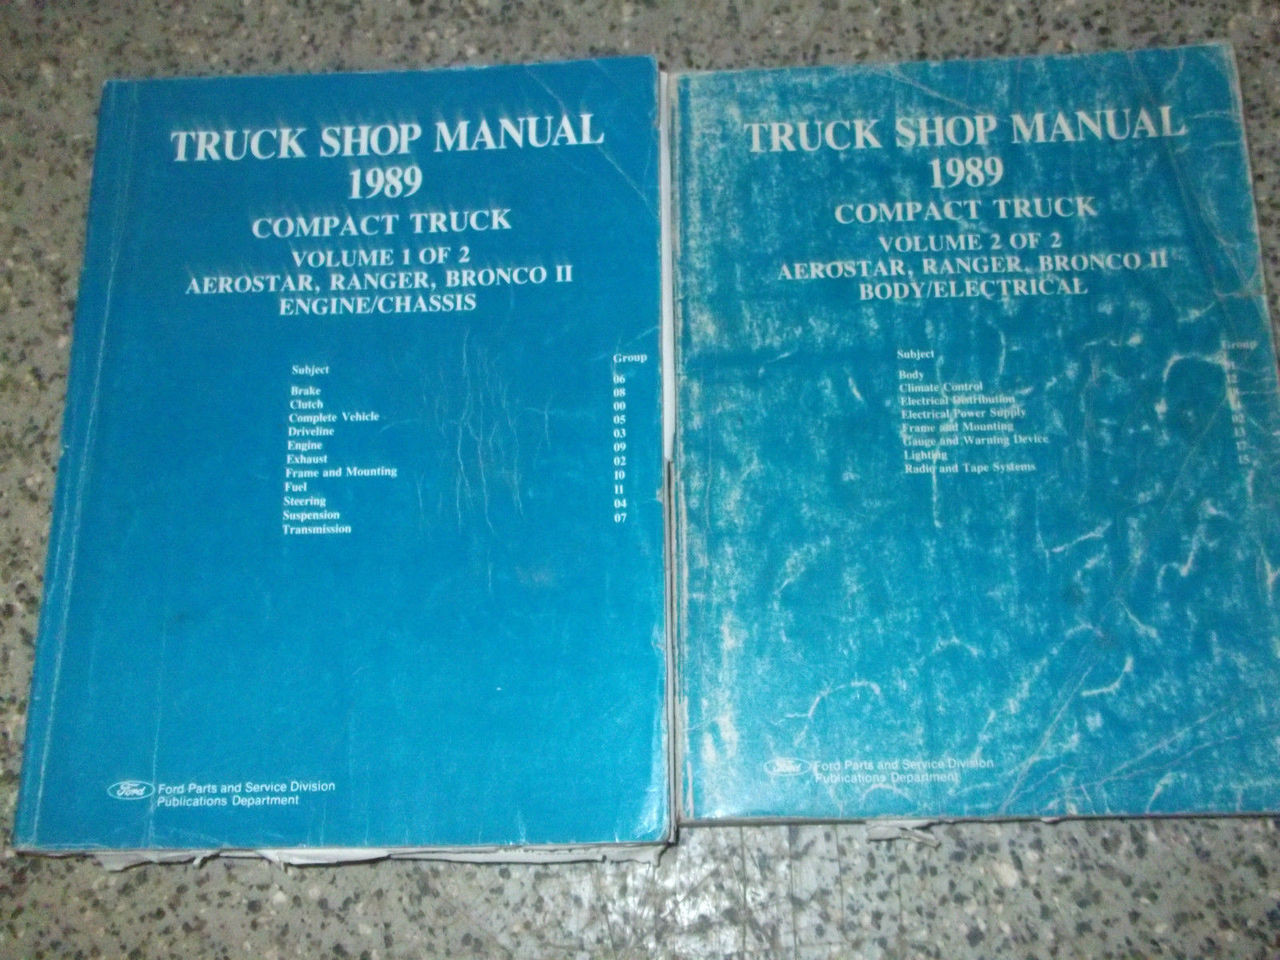 TRUCK SHOP MANUAL
1989
COMPACT TRUCK
VOLUME 1 OF 2
AEROSTAR, RANGER, BRONCO II
ENGINE/CHASSIS
Subject Group
Brake 06
Clutch 08
Complete Vehicle 00
Driveline 05
Engine 03
Exhaust 09
Frame and Mounting 02
Fuel 10
Steering 11
Suspension 04
Transmission 07
Ford Ford Parts and Service Division
Publications Department
TRUCK SHOP MANUAL
1989
COMPACT TRUCK
VOLUME 2 OF 2
AEROSTAR, RANGER, BRONCO II
BODY/ELECTRICAL
Subject Group
Body
Climate Control
Electrical Distribution
Electrical Power Supply
Frame and Mounting
Gauge and Warning Device
Lighting
Radio and Tape Systems
Ford Ford Parts and Service Division
Publications Department